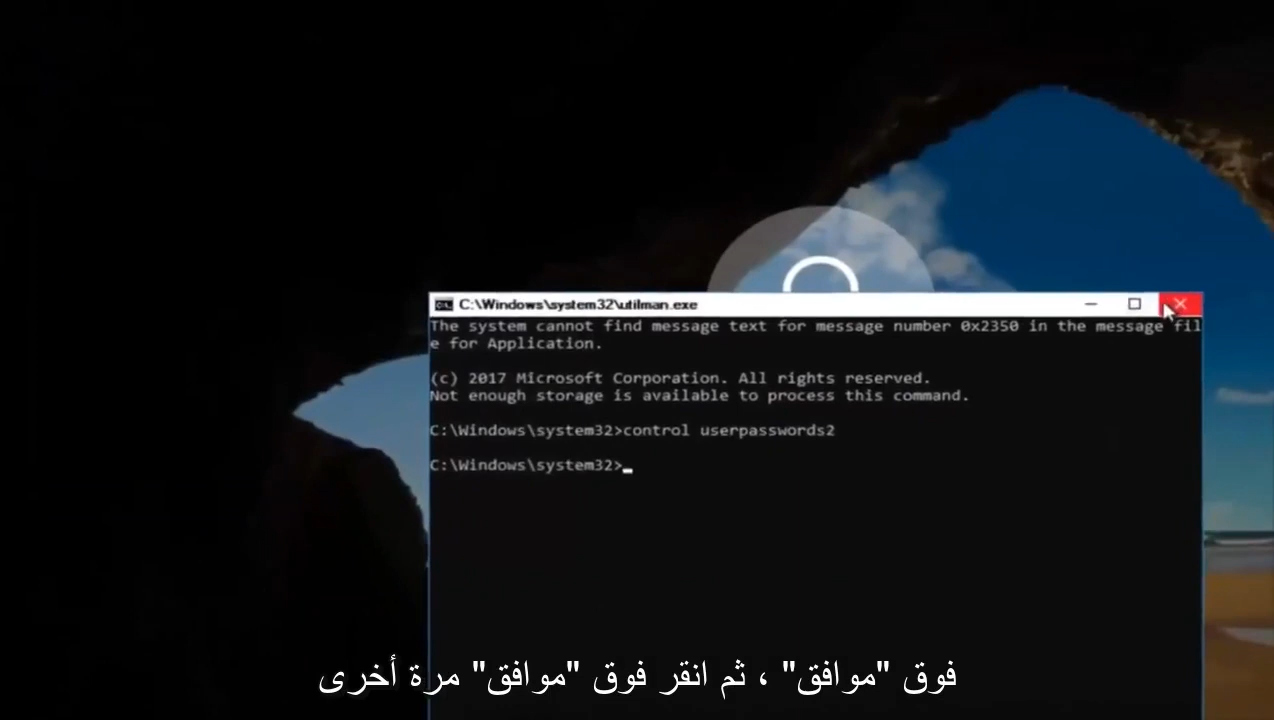 C:\Windows\system32\utilman.exe
The system cannot find message text for message number 0x2350 in the message fil
e for Application.
(c) 2017 Microsoft Corporation. All rights reserved.
Not enough storage is available to process this command.
C:\Windows\system32>control userpasswords2
C:\Windows\system32>
فوق "موافق" ، ثم انقر فوق "موافق" مرة أخرى